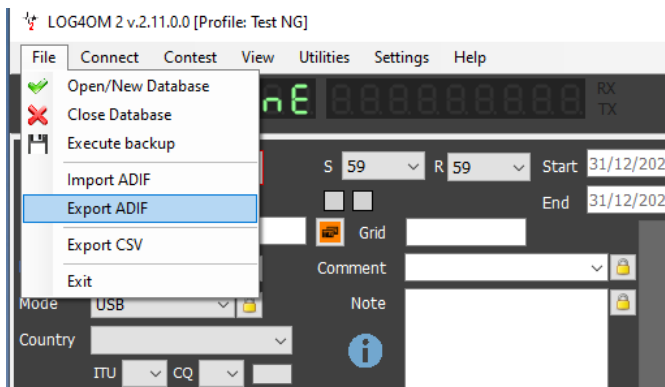 LOG4OM 2 v.2.11.0.0 [Profile: Test NG]
File Connect Contest View Utilities Settings Help
Open/New Database
Close Database
Execute backup
Import ADIF
Export ADIF
Export CSV
Exit
nE
RX
TX
S 59 R 59 Start 31/12/202
End 31/12/202
Grid
Comment
Mode USB Note
Country
ITU CQ